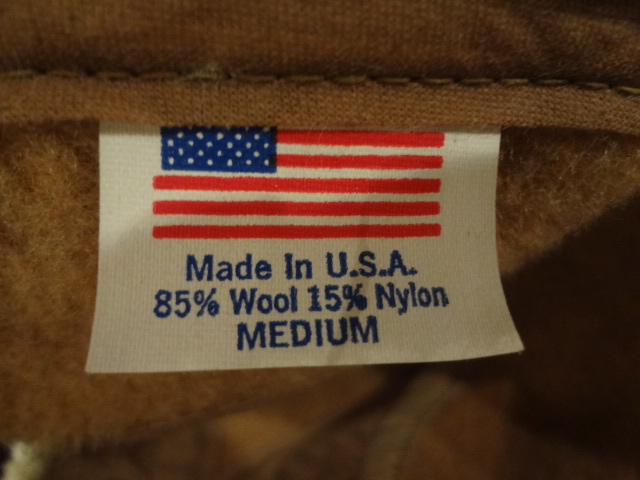 Made In U.S.A.
85% Wool 15% Nylon
MEDIUM